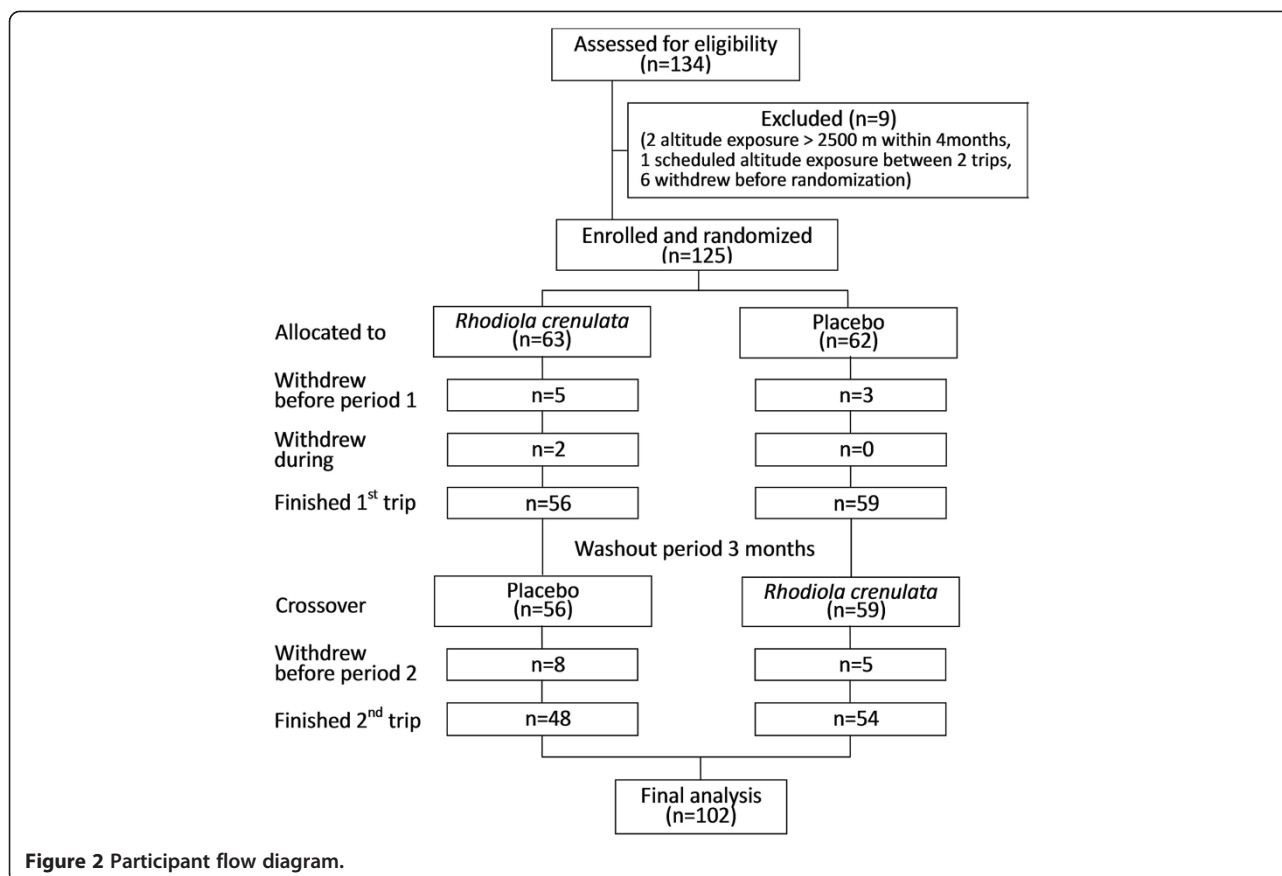 Assessed for eligibility
(n=134)
Excluded (n=9)
(2 altitude exposure > 2500 m within 4months,
1 scheduled altitude exposure between 2 trips,
6 withdrew before randomization)
Enrolled and randomized
(n=125)
Allocated to
Rhodiola crenulata
(n=63)
Placebo
(n=62)
Withdrew
before period 1
n=5
n=3
Withdrew
during
n=2
n=0
Finished 1st trip
n=56
n=59
Washout period 3 months
Crossover
Placebo
(n=56)
Rhodiola crenulata
(n=59)
Withdrew
before period 2
n=8
n=5
Finished 2nd trip
n=48
n=54
Final analysis
(n=102)
Figure 2 Participant flow diagram.